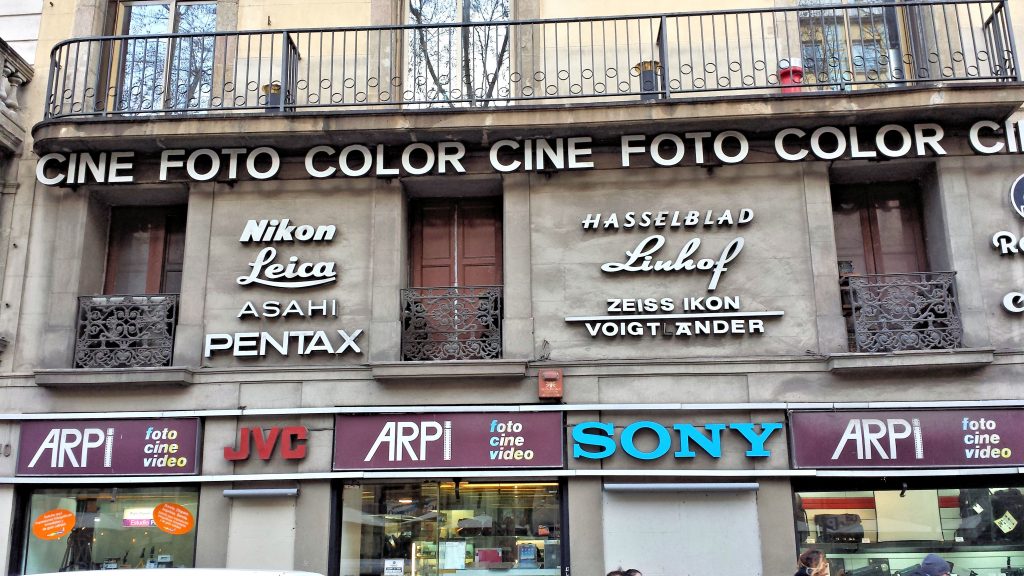 CINE FOTO COLOR CINE FOTO COLOR CI
Nikon
Leica
ASAHI
PENTAX
HASSELBLAD
Linhof
ZEISS IKON
VOIGTLANDER
ARPi
foto
cine
video
JVC
ARPi
foto
cine
video
SONY
ARPi
foto
cine
video